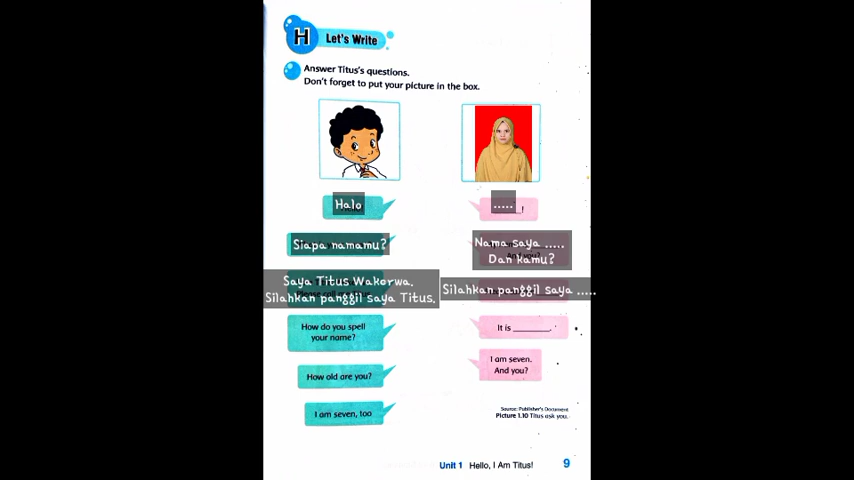 H Let's Write
Answer Titus's questions.
Don't forget to put your picture in the box.
Halo
..... !
Siapa namamu?
Nama saya .....
Dan kamu?
Saya Titus Wakorwa.
Silahkan panggil saya Titus.
Silahkan panggil saya .....
How do you spell
your name?
It is ________.
How old are you?
I am seven.
And you?
I am seven, too
Source: Publisher's Document
Picture 1.10 Titus ask you.
Unit 1 Hello, I Am Titus! 9